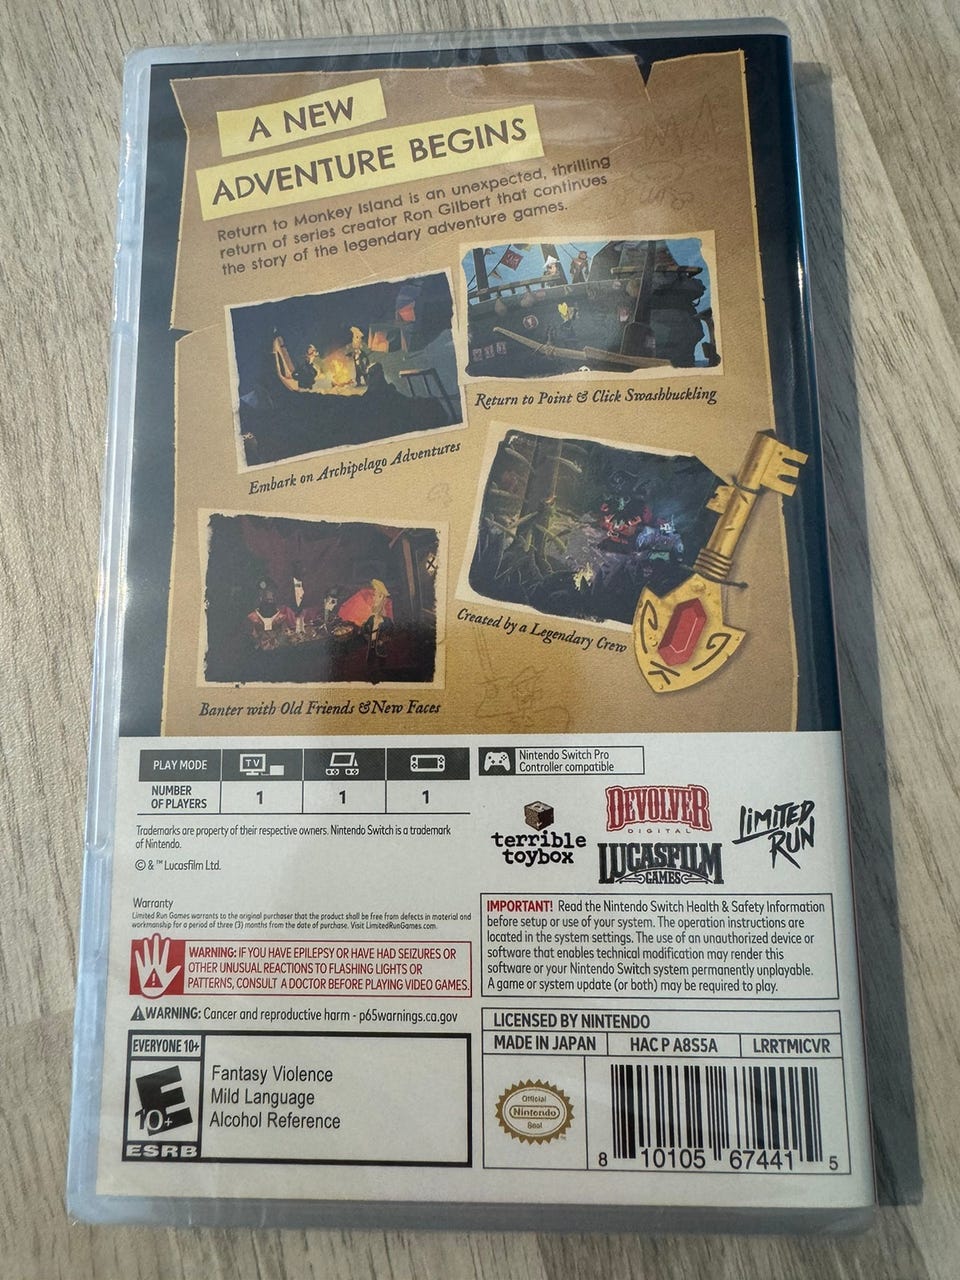 A NEW
ADVENTURE BEGINS
Return to Monkey Island is an unexpected, thrilling
return of series creator Ron Gilbert that continues
the story of the legendary adventure games.
Return to Point & Click Swashbuckling
Embark on Archipelago Adventures
Created by a Legendary Crew
Banter with Old Friends & New Faces
PLAY MODE
TV
NUMBER
OF PLAYERS
1
1
1
Nintendo Switch Pro
Controller compatible
Trademarks are property of their respective owners. Nintendo Switch is a trademark
of Nintendo.
© & ™ Lucasfilm Ltd.
terrible
toybox
DEVOLVER
DIGITAL
LUCASFILM
GAMES
LIMITED
RUN
Warranty
Limited Run Games warrants to the original purchaser that the product shall be free from defects in material and
workmanship for a period of three (3) months from the date of purchase. Visit LimitedRunGames.com.
WARNING: IF YOU HAVE EPILEPSY OR HAVE HAD SEIZURES OR
OTHER UNUSUAL REACTIONS TO FLASHING LIGHTS OR
PATTERNS, CONSULT A DOCTOR BEFORE PLAYING VIDEO GAMES.
WARNING: Cancer and reproductive harm - p65warnings.ca.gov
IMPORTANT! Read the Nintendo Switch Health & Safety Information
before setup or use of your system. The operation instructions are
located in the system settings. The use of an unauthorized device or
software that enables technical modification may render this
software or your Nintendo Switch system permanently unplayable.
A game or system update (or both) may be required to play.
EVERYONE 10+
E
10+
ESRB
Fantasy Violence
Mild Language
Alcohol Reference
LICENSED BY NINTENDO
MADE IN JAPAN
HAC P A8S5A
LRRTMICVR
Official
Nintendo
Seal
8 10105 67441 5